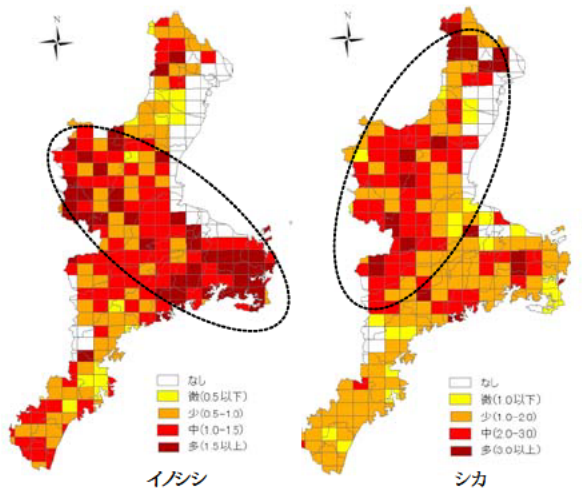 N
N
なし
微(0.5以下)
少(0.5-1.0)
中(1.0-1.5)
多(1.5以上)
なし
微(1.0以下)
少(1.0-2.0)
中(2.0-3.0)
多(3.0以上)
イノシシ
シカ